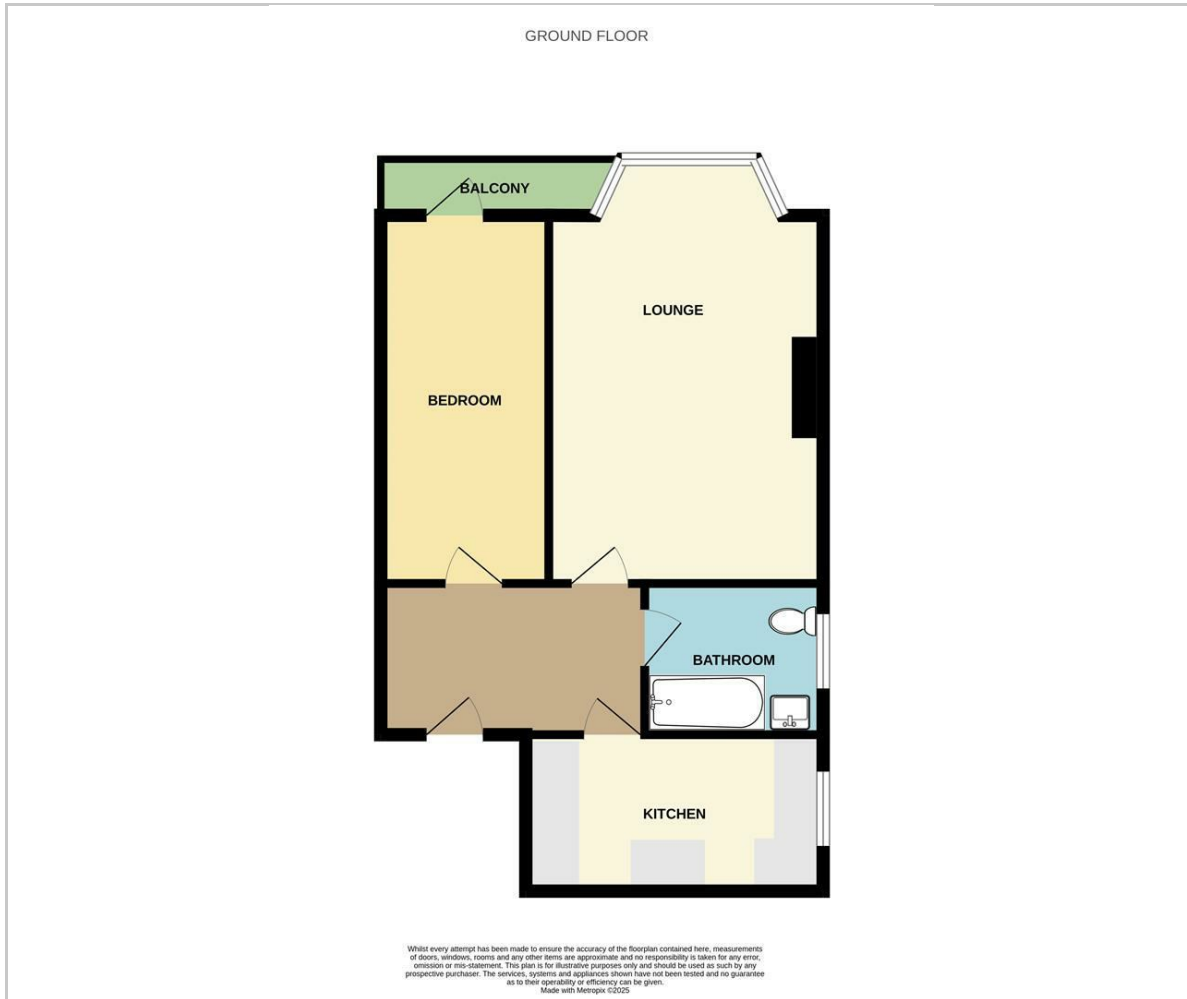 GROUND FLOOR
BALCONY
LOUNGE
BEDROOM
BATHROOM
KITCHEN
Whilst every attempt has been made to ensure the accuracy of the floorplan contained here, measurements
of doors, windows, rooms and any other items are approximate and no responsibility is taken for any error,
omission or mis-statement. This plan is for illustrative purposes only and should be used as such by any
prospective purchaser. The services, systems and appliances shown have not been tested and no guarantee
as to their operability or efficiency can be given.
Made with Metropix ©2025